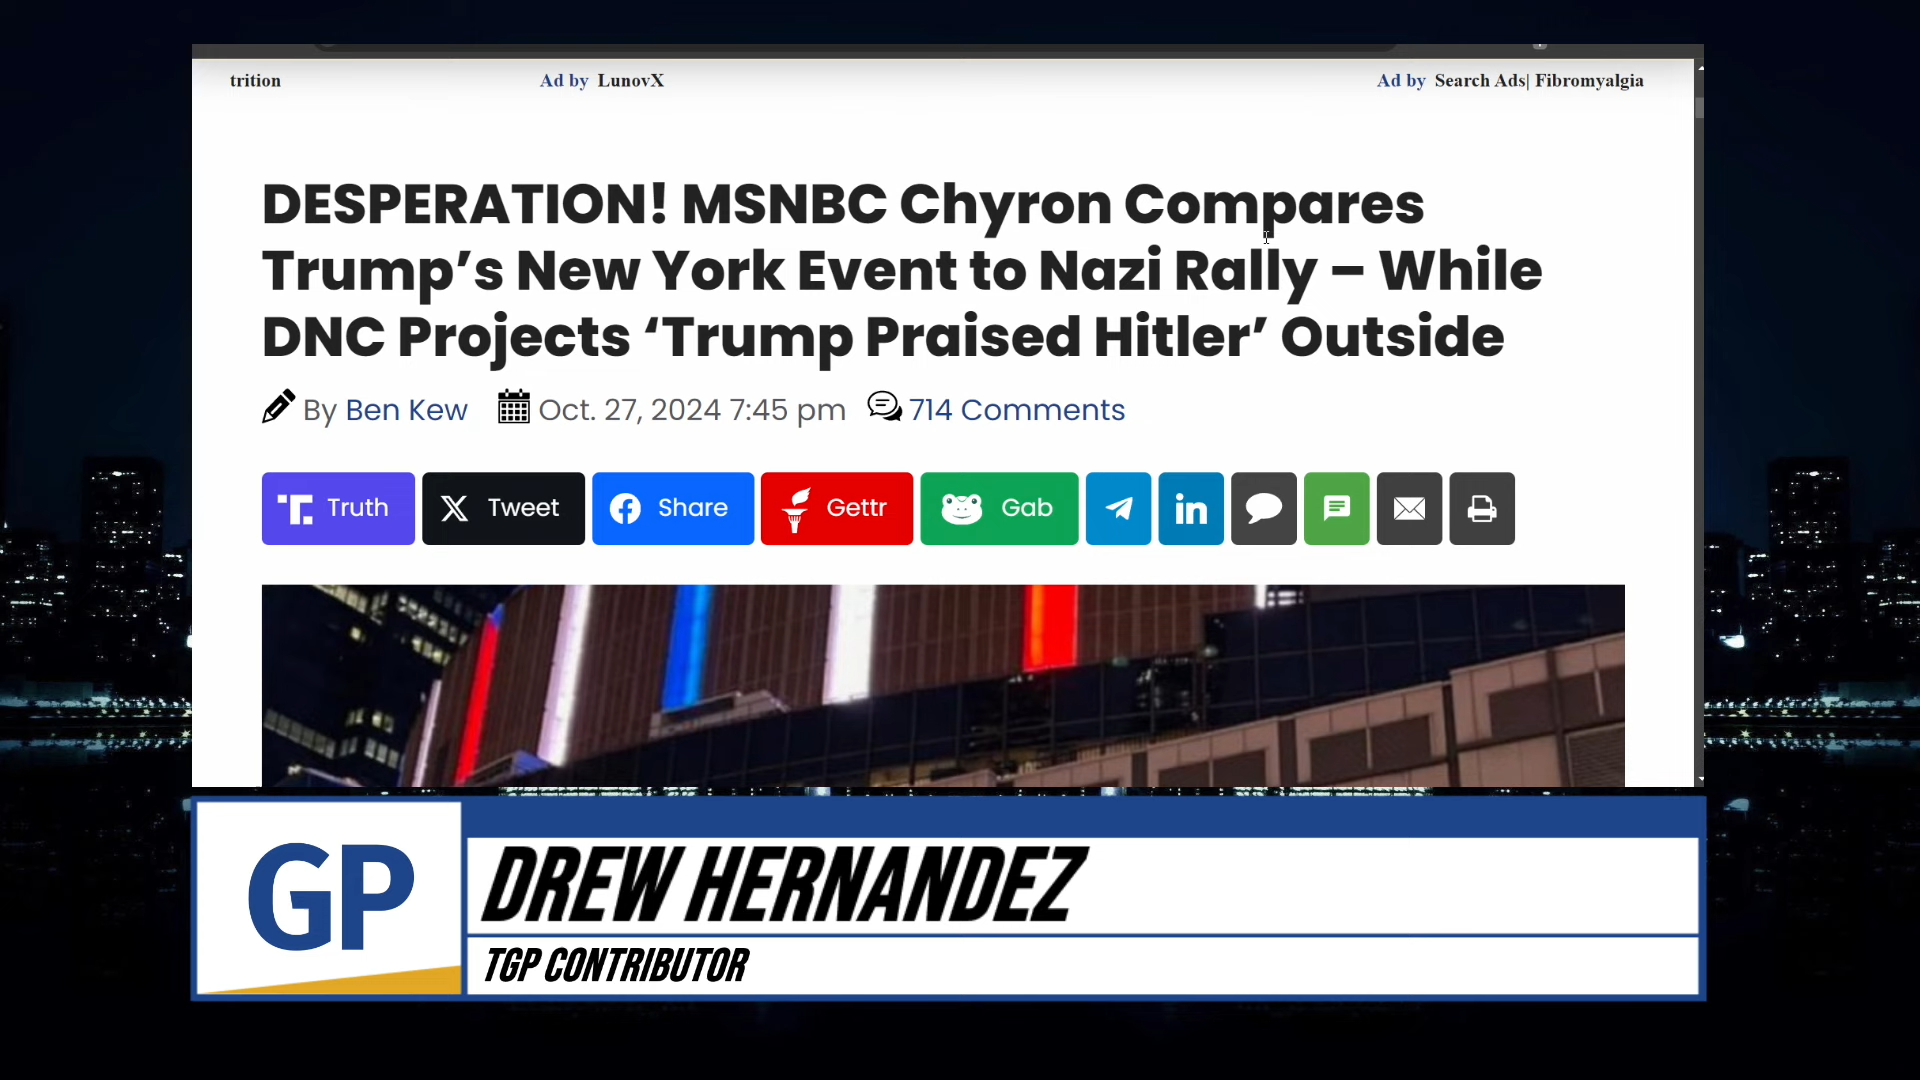 trition
Ad by LunovX
Ad by Search Ads| Fibromyalgia
DESPERATION! MSNBC Chyron Compares
Trump’s New York Event to Nazi Rally – While
DNC Projects ‘Trump Praised Hitler’ Outside
By Ben Kew Oct. 27, 2024 7:45 pm 714 Comments
Truth Tweet Share Gettr Gab in
GP
DREW HERNANDEZ
TGP CONTRIBUTOR